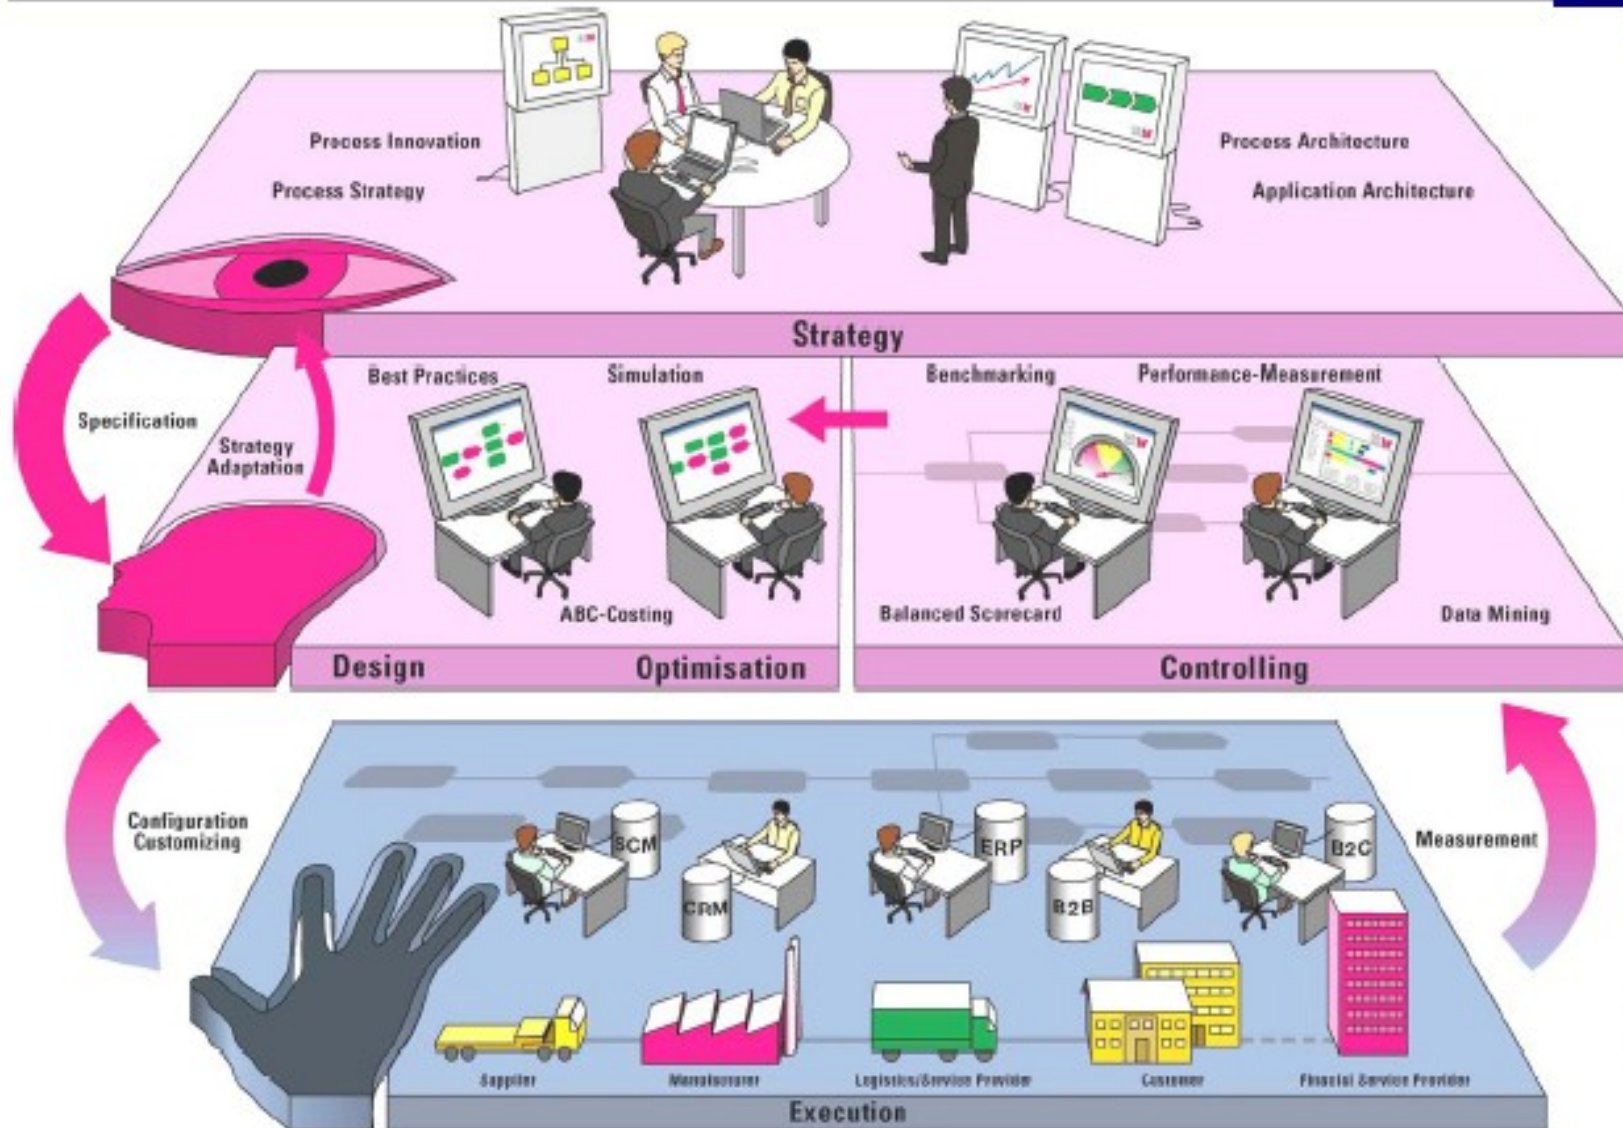 Process Innovation
Process Strategy
Process Architecture
Application Architecture
Strategy
Specification
Strategy
Adaptation
Best Practices
Simulation
Benchmarking
Performance-Measurement
ABC-Costing
Balanced Scorecard
Data Mining
Design
Optimisation
Controlling
Configuration
Customizing
Measurement
SCM
CRM
ERP
B2B
B2C
Supplier
Manufacturer
Logistics/Service Provider
Customer
Financial Service Provider
Execution